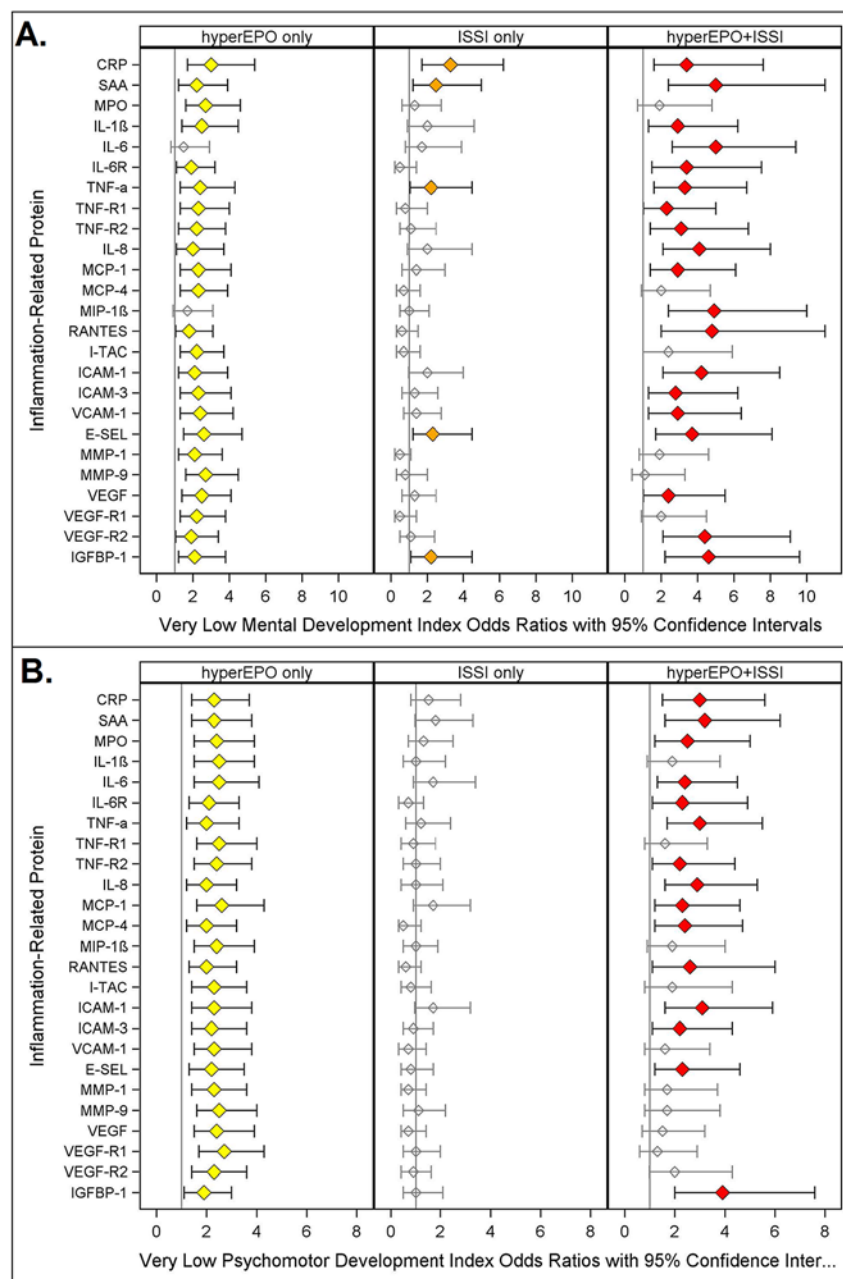 A.
hyperEPO only
ISSI only
hyperEPO+ISSI
Inflammation-Related Protein
CRP
SAA
MPO
IL-1ß
IL-6
IL-6R
TNF-a
TNF-R1
TNF-R2
IL-8
MCP-1
MCP-4
MIP-1ß
RANTES
I-TAC
ICAM-1
ICAM-3
VCAM-1
E-SEL
MMP-1
MMP-9
VEGF
VEGF-R1
VEGF-R2
IGFBP-1
0 2 4 6 8 10 0 2 4 6 8 10 0 2 4 6 8 10
Very Low Mental Development Index Odds Ratios with 95% Confidence Intervals
B.
hyperEPO only
ISSI only
hyperEPO+ISSI
Inflammation-Related Protein
CRP
SAA
MPO
IL-1ß
IL-6
IL-6R
TNF-a
TNF-R1
TNF-R2
IL-8
MCP-1
MCP-4
MIP-1ß
RANTES
I-TAC
ICAM-1
ICAM-3
VCAM-1
E-SEL
MMP-1
MMP-9
VEGF
VEGF-R1
VEGF-R2
IGFBP-1
0 2 4 6 8 0 2 4 6 8 0 2 4 6 8
Very Low Psychomotor Development Index Odds Ratios with 95% Confidence Inter...